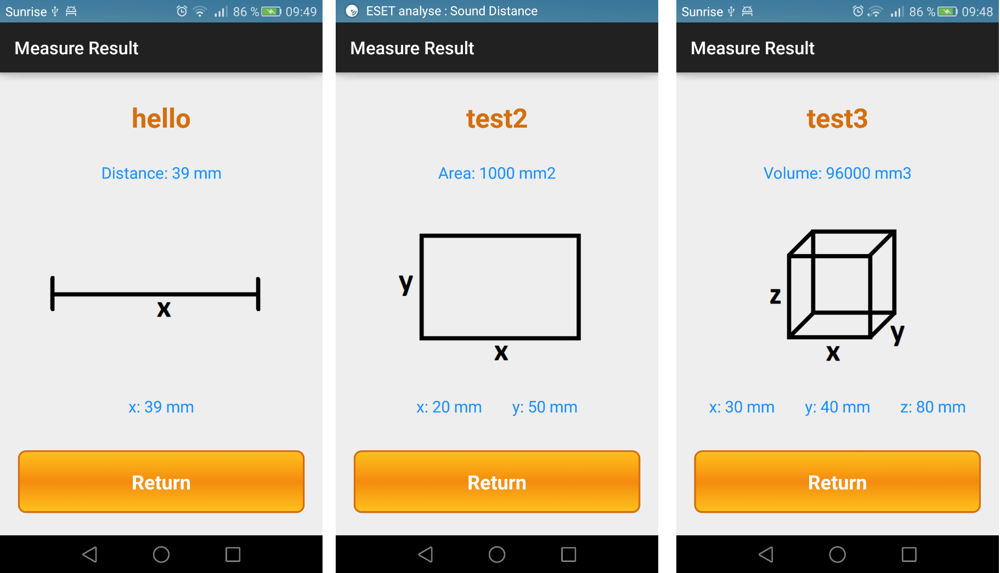 Sunrise 86 % 09:49
Measure Result
hello
Distance: 39 mm
x
x: 39 mm
Return
ESET analyse : Sound Distance
Measure Result
test2
Area: 1000 mm2
y
x
x: 20 mm y: 50 mm
Return
Sunrise 86 % 09:48
Measure Result
test3
Volume: 96000 mm3
z
y
x
x: 30 mm y: 40 mm z: 80 mm
Return